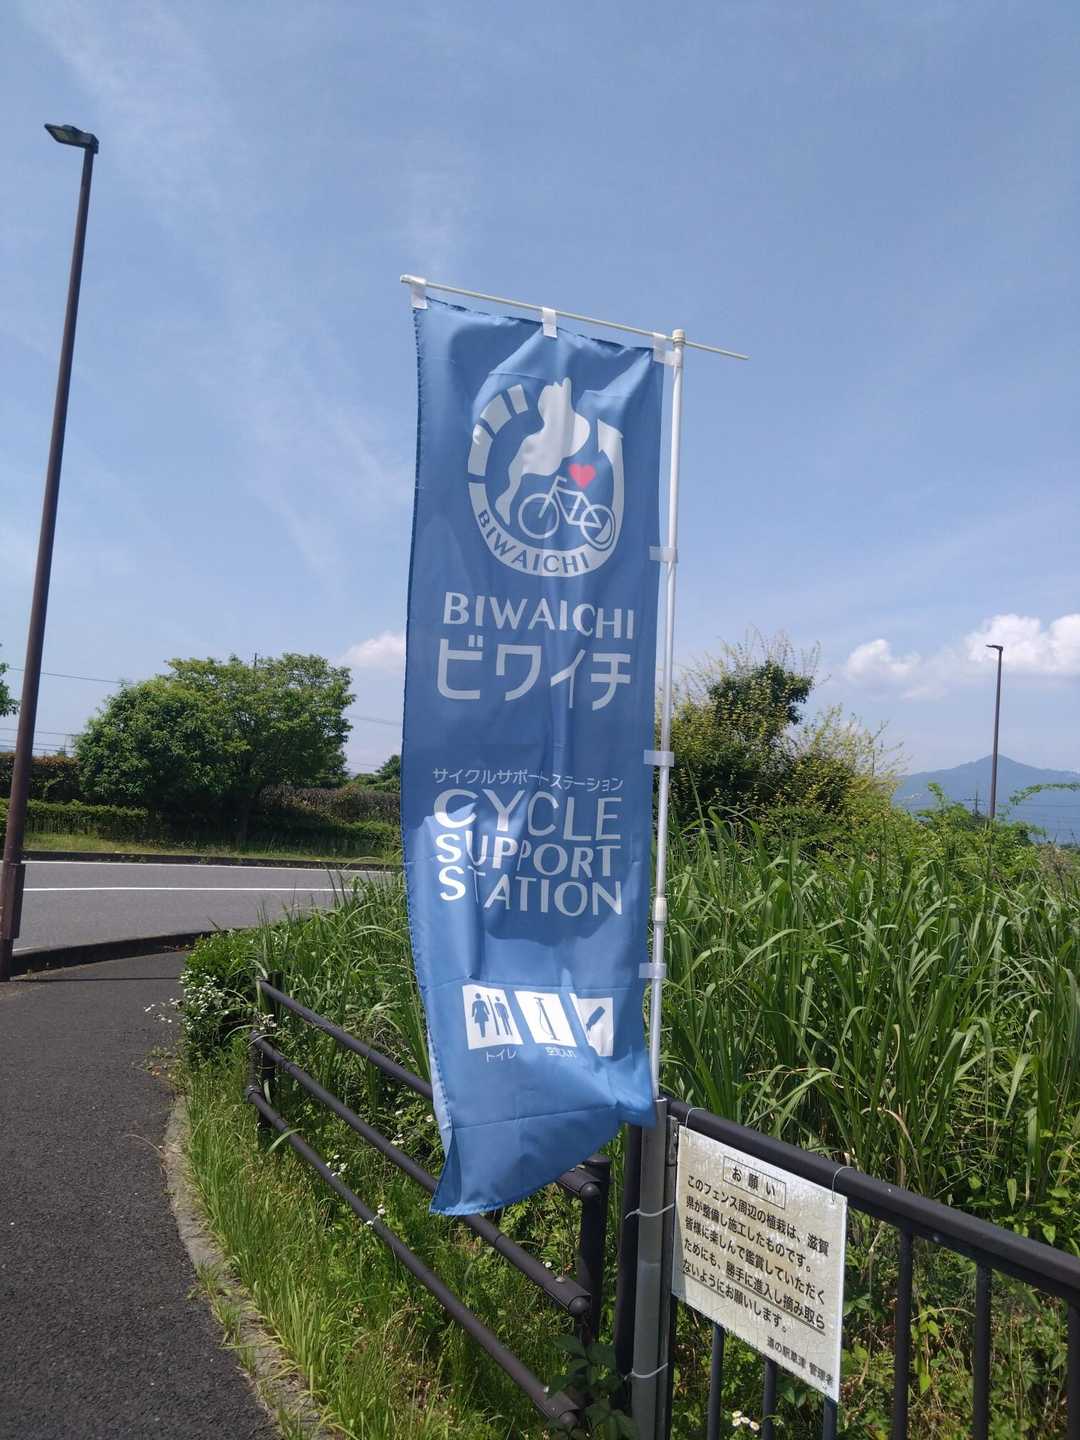 BIWAICHI
BIWAICHI
ビワイチ
サイクルサポートステーション
CYCLE
SUPPORT
STATION
トイレ
空気入れ
お願い
このフェンス周辺の植栽は、滋賀
県が整備し施工したものです。
皆様に楽しんで鑑賞していただく
ためにも、勝手に進入し摘み取ら
ないようにお願いします。
道の駅草津 管理者